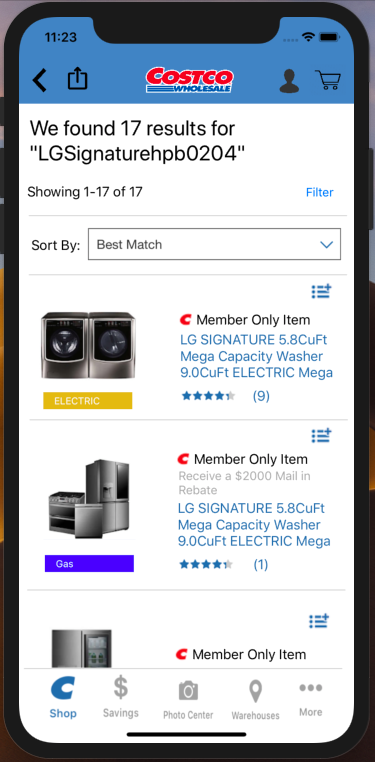 11:23
COSTCO
WHOLESALE
We found 17 results for
"LGSignaturehpb0204"
Showing 1-17 of 17
Filter
Sort By:
Best Match
Member Only Item
LG SIGNATURE 5.8CuFt
Mega Capacity Washer
9.0CuFt ELECTRIC Mega
(9)
ELECTRIC
Member Only Item
Receive a $2000 Mail in
Rebate
LG SIGNATURE 5.8CuFt
Mega Capacity Washer
9.0CuFt ELECTRIC Mega
(1)
Gas
Member Only Item
Shop
Savings
Photo Center
Warehouses
More